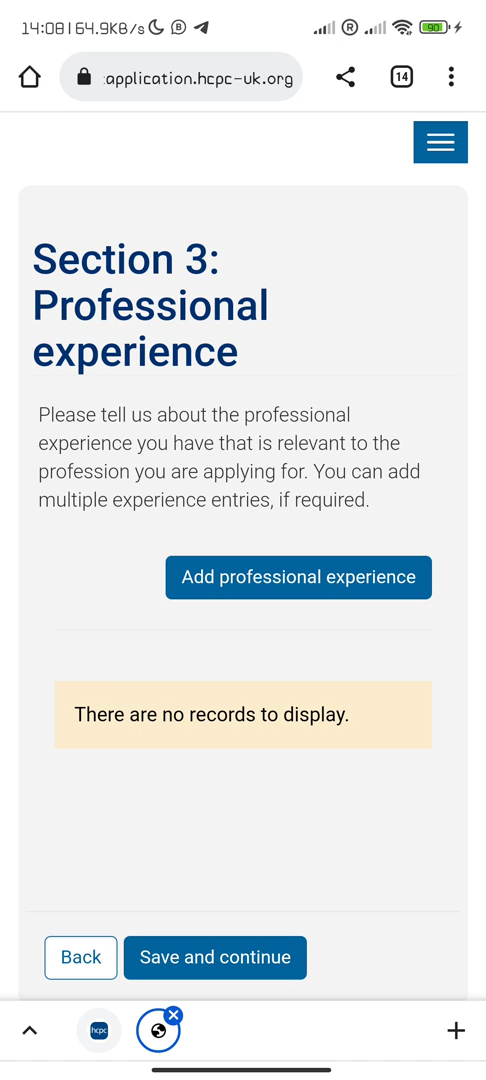 14:08 | 64.9KB/s
R
90
application.hcpc-uk.org
14
Section 3:
Professional
experience
Please tell us about the professional
experience you have that is relevant to the
profession you are applying for. You can add
multiple experience entries, if required.
Add professional experience
There are no records to display.
Back
Save and continue
hcpc